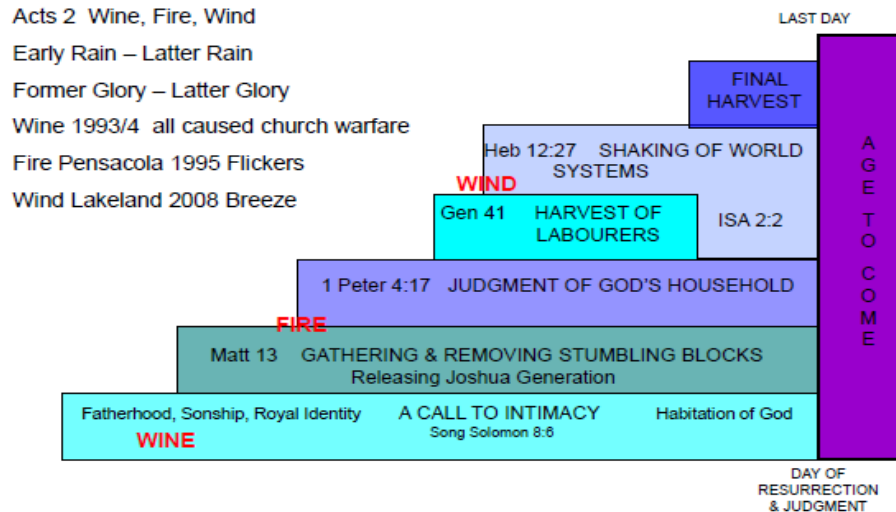 Acts 2 Wine, Fire, Wind
Early Rain – Latter Rain
Former Glory – Latter Glory
Wine 1993/4 all caused church warfare
Fire Pensacola 1995 Flickers
Wind Lakeland 2008 Breeze
LAST DAY
FINAL
HARVEST
Heb 12:27 SHAKING OF WORLD
SYSTEMS
WIND
Gen 41 HARVEST OF
LABOURERS
ISA 2:2
1 Peter 4:17 JUDGMENT OF GOD'S HOUSEHOLD
FIRE
Matt 13 GATHERING & REMOVING STUMBLING BLOCKS
Releasing Joshua Generation
Fatherhood, Sonship, Royal Identity A CALL TO INTIMACY Habitation of God
Song Solomon 8:6
WINE
AGE TO COME
DAY OF
RESURRECTION
& JUDGMENT